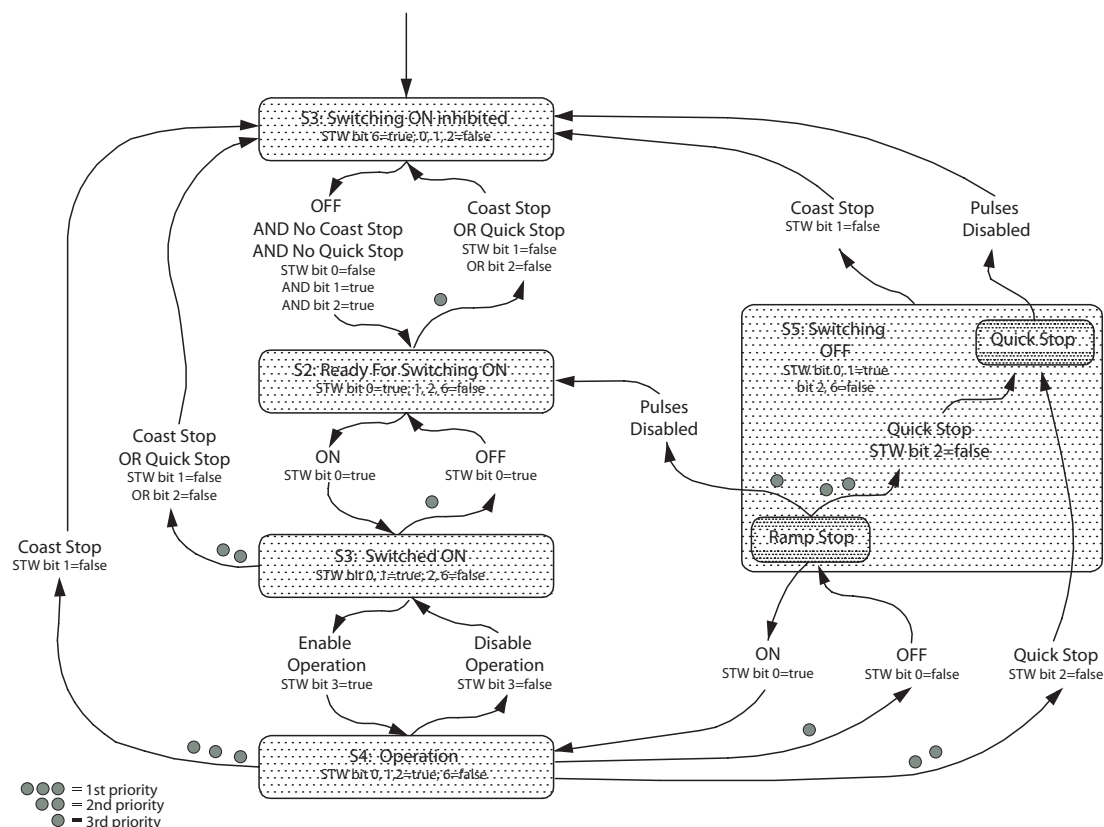 S3: Switching ON inhibited
STW bit 6=true; 0, 1, 2=false
OFF
AND No Coast Stop
AND No Quick Stop
STW bit 0=false
AND bit 1=true
AND bit 2=true
Coast Stop
OR Quick Stop
STW bit 1=false
OR bit 2=false
Coast Stop
STW bit 1=false
Pulses
Disabled
S2: Ready For Switching ON
STW bit 0=true; 1, 2, 6=false
S5: Switching
OFF
STW bit 0, 1=true
bit 2, 6=false
Quick Stop
Pulses
Disabled
Quick Stop
STW bit 2=false
Ramp Stop
Coast Stop
OR Quick Stop
STW bit 1=false
OR bit 2=false
ON
STW bit 0=true
OFF
STW bit 0=true
Coast Stop
STW bit 1=false
S3: Switched ON
STW bit 0, 1=true; 2, 6=false
Enable
Operation
STW bit 3=true
Disable
Operation
STW bit 3=false
ON
STW bit 0=true
OFF
STW bit 0=false
Quick Stop
STW bit 2=false
S4: Operation
STW bit 0, 1,2=true; 6=false
= 1st priority
= 2nd priority
= 3rd priority